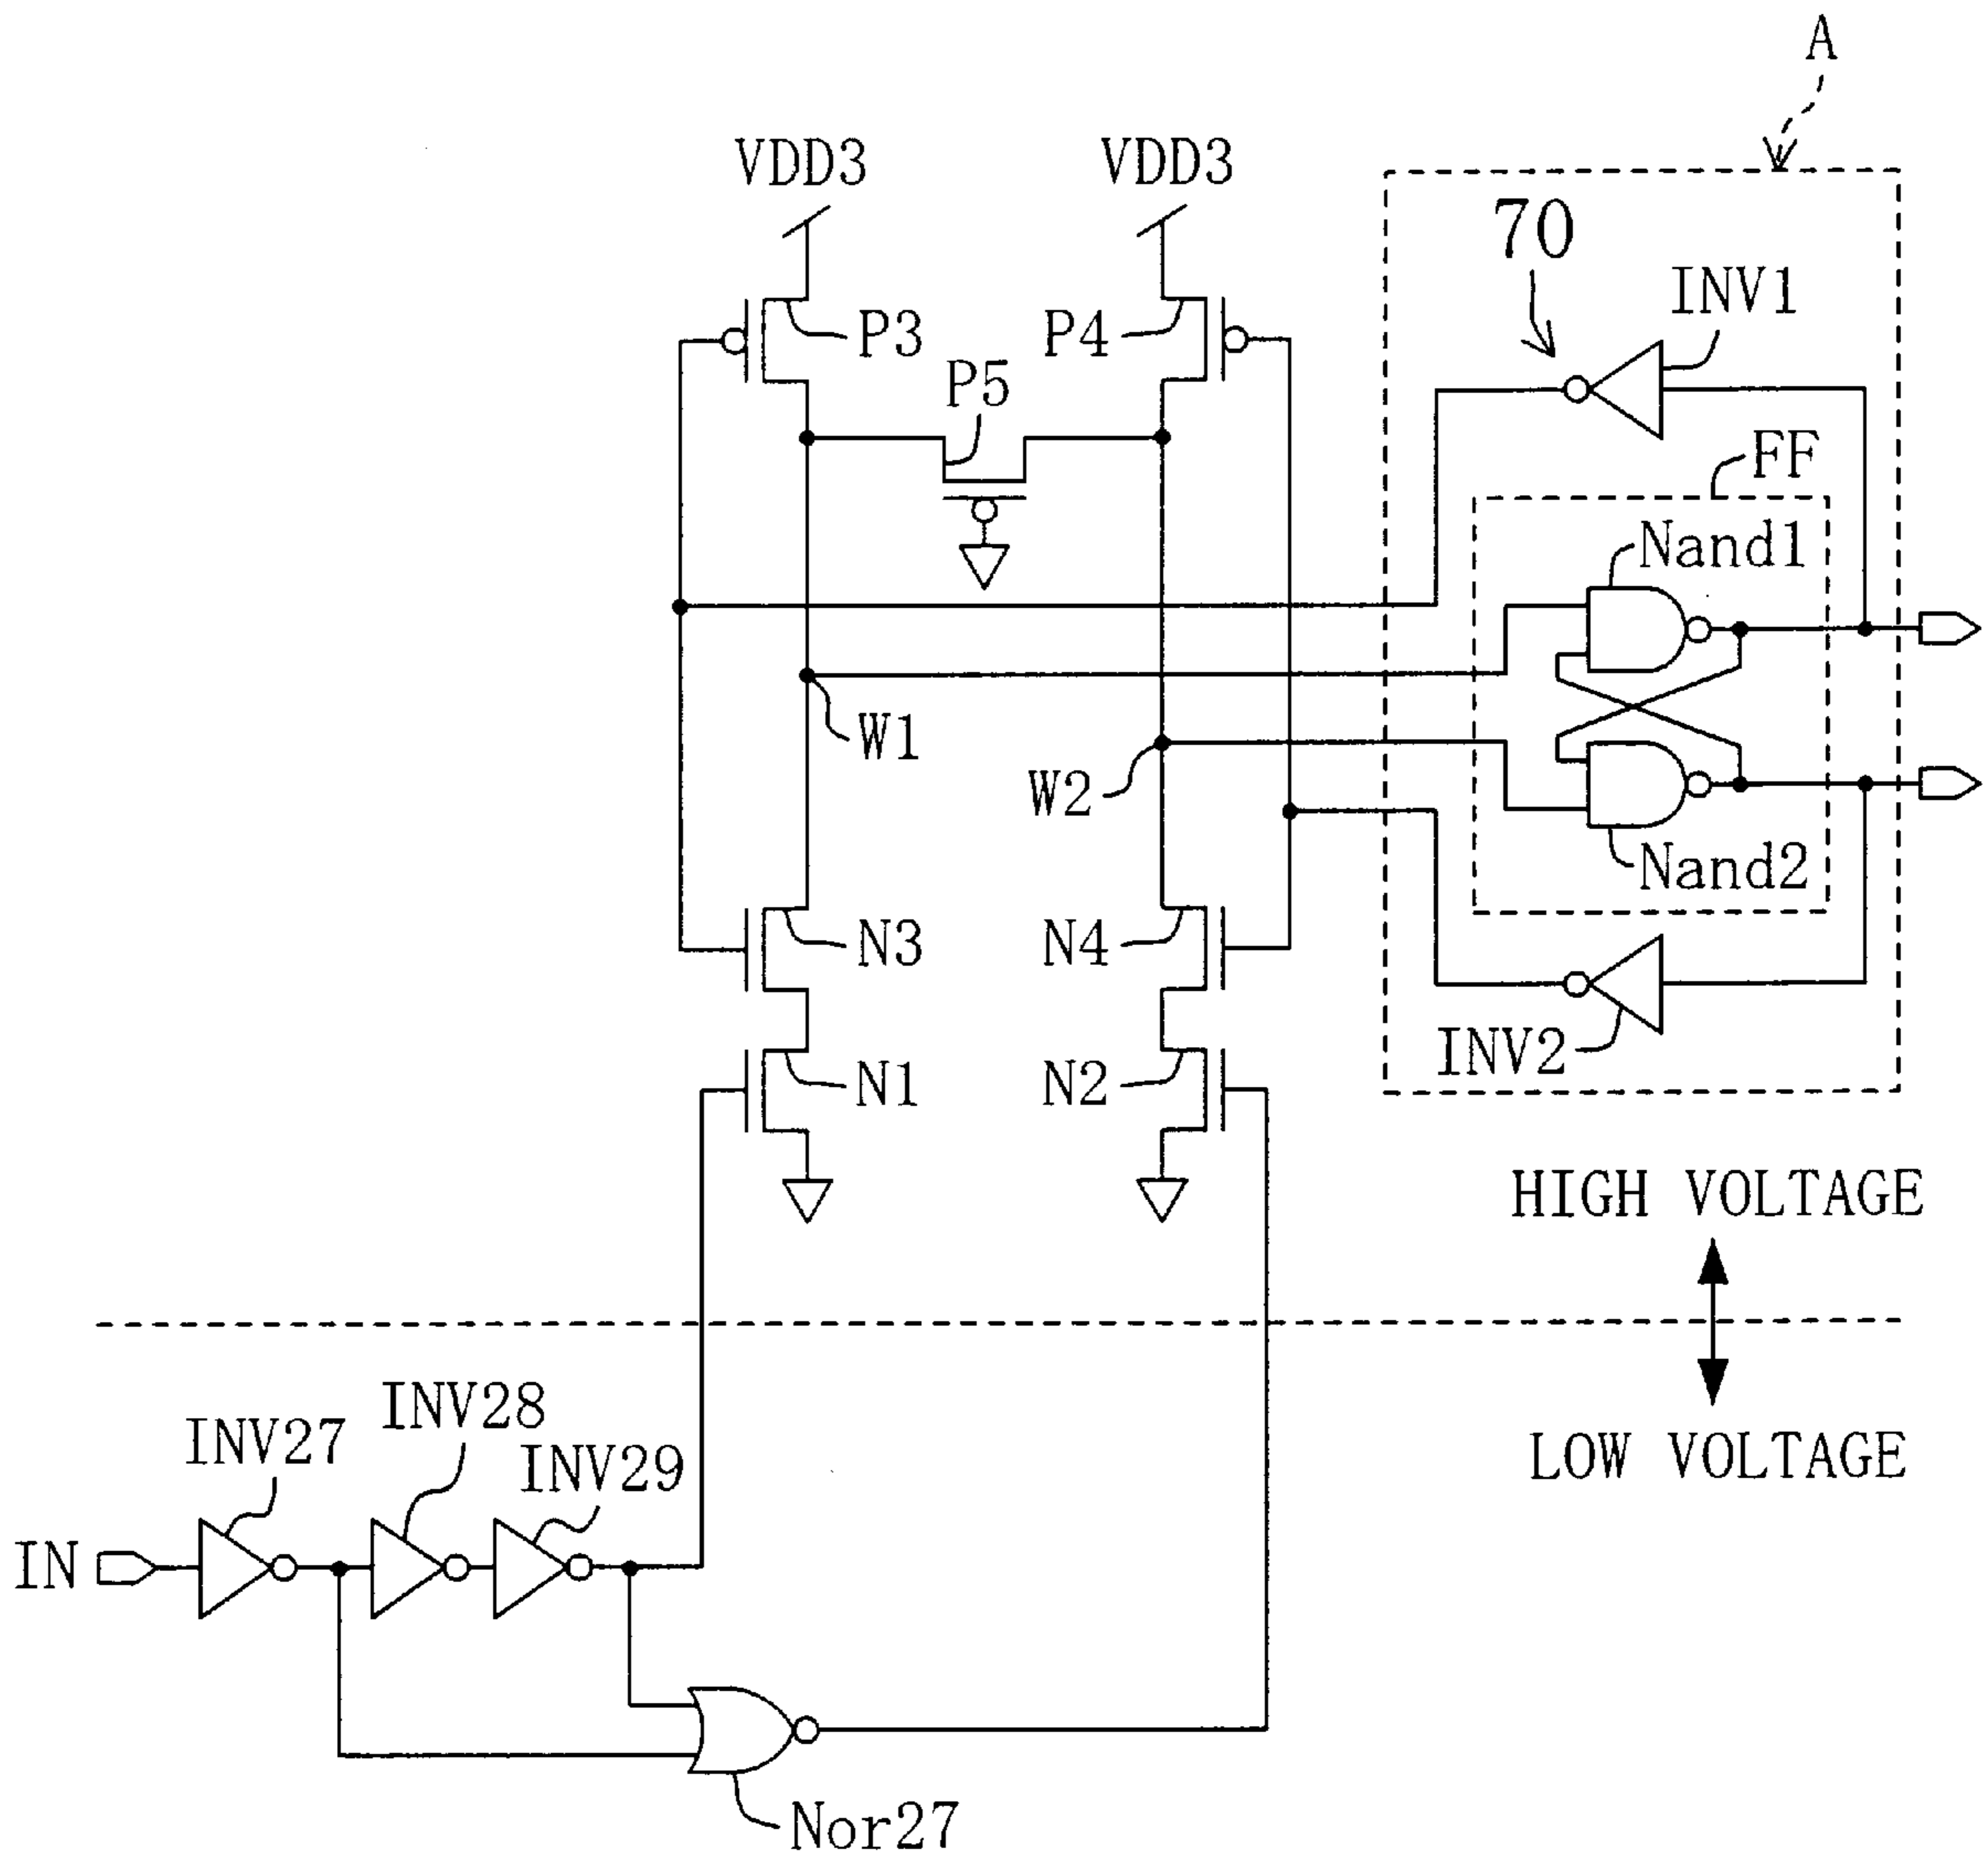 A
VDD3
VDD3
70
INV1
P3
P4
P5
FF
Nand1
W1
W2
Nand2
N3
N4
INV2
N1
N2
HIGH VOLTAGE
INV28
INV27
INV29
LOW VOLTAGE
IN
Nor27